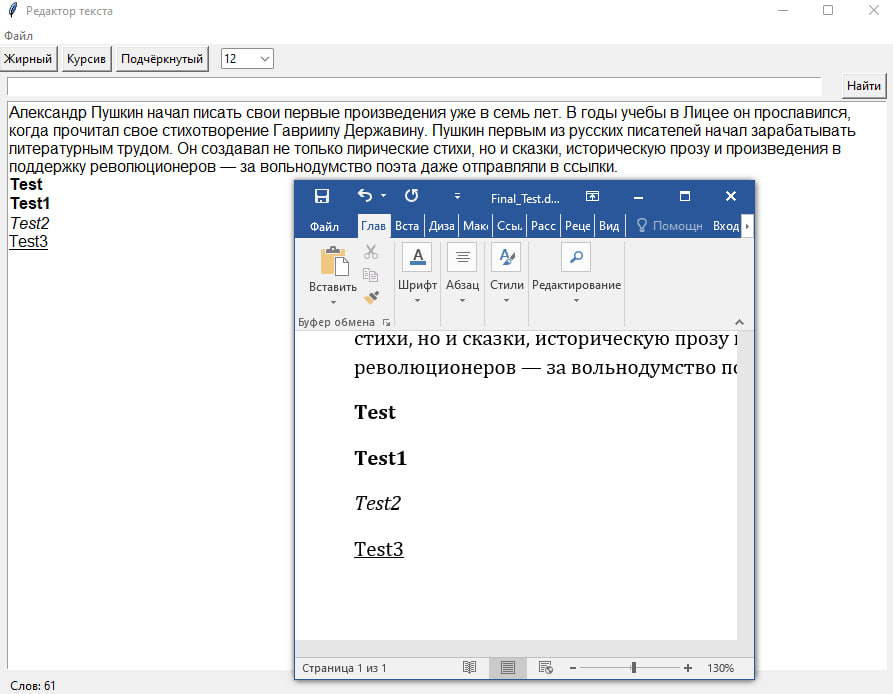 Редактор текста
Файл
Жирный Курсив Подчёркнутый 12
Найти
Александр Пушкин начал писать свои первые произведения уже в семь лет. В годы учебы в Лицее он прославился,
когда прочитал свое стихотворение Гавриилу Державину. Пушкин первым из русских писателей начал зарабатывать
литературным трудом. Он создавал не только лирические стихи, но и сказки, историческую прозу и произведения в
поддержку революционеров — за вольнодумство поэта даже отправляли в ссылки.
Test
Test1
Test2
Test3
Final_Test.d...
Файл Глав Вста Диза Маке Ссы. Расс Реце Вид Помощн Вход
Вставить Шрифт Абзац Стили Редактирование
Буфер обмена
стихи, но и сказки, историческую прозу и
революционеров — за вольнодумство по
Test
Test1
Test2
Test3
Страница 1 из 1 130%
Слов: 61